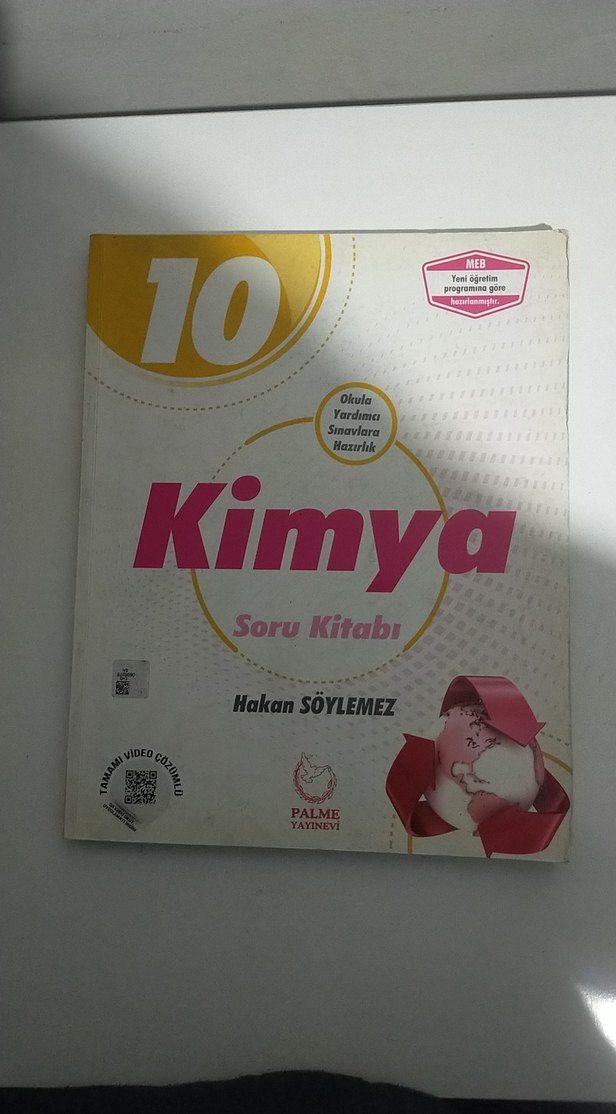 10
MEB
Yeni öğretim
programına göre
hazırlanmıştır.
Okula
Yardımcı
Sınavlara
Hazırlık
Kimya
Soru Kitabı
Hakan SÖYLEMEZ
TAMAMI VİDEO ÇÖZÜMLÜ
PALME
YAYINEVİ